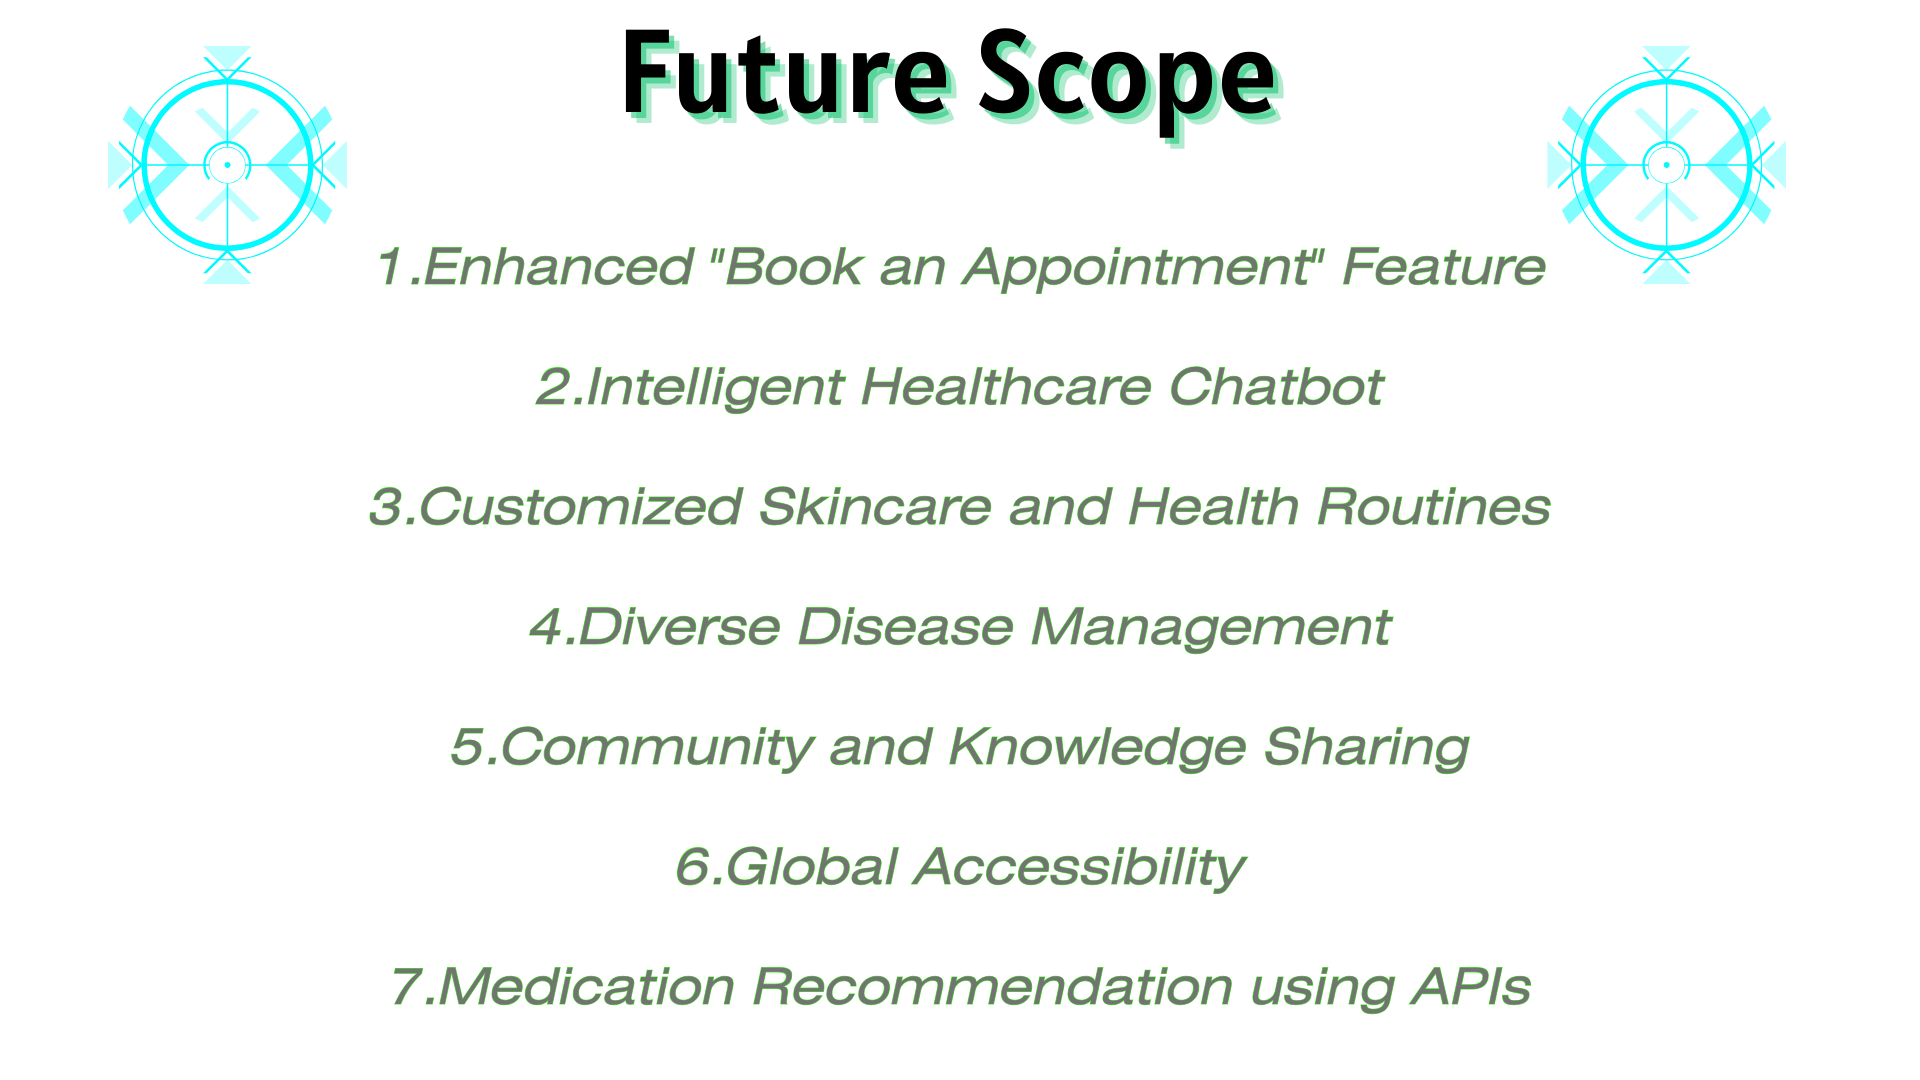 Future Scope
1.Enhanced "Book an Appointment" Feature
2.Intelligent Healthcare Chatbot
3.Customized Skincare and Health Routines
4.Diverse Disease Management
5.Community and Knowledge Sharing
6.Global Accessibility
7.Medication Recommendation using APIs